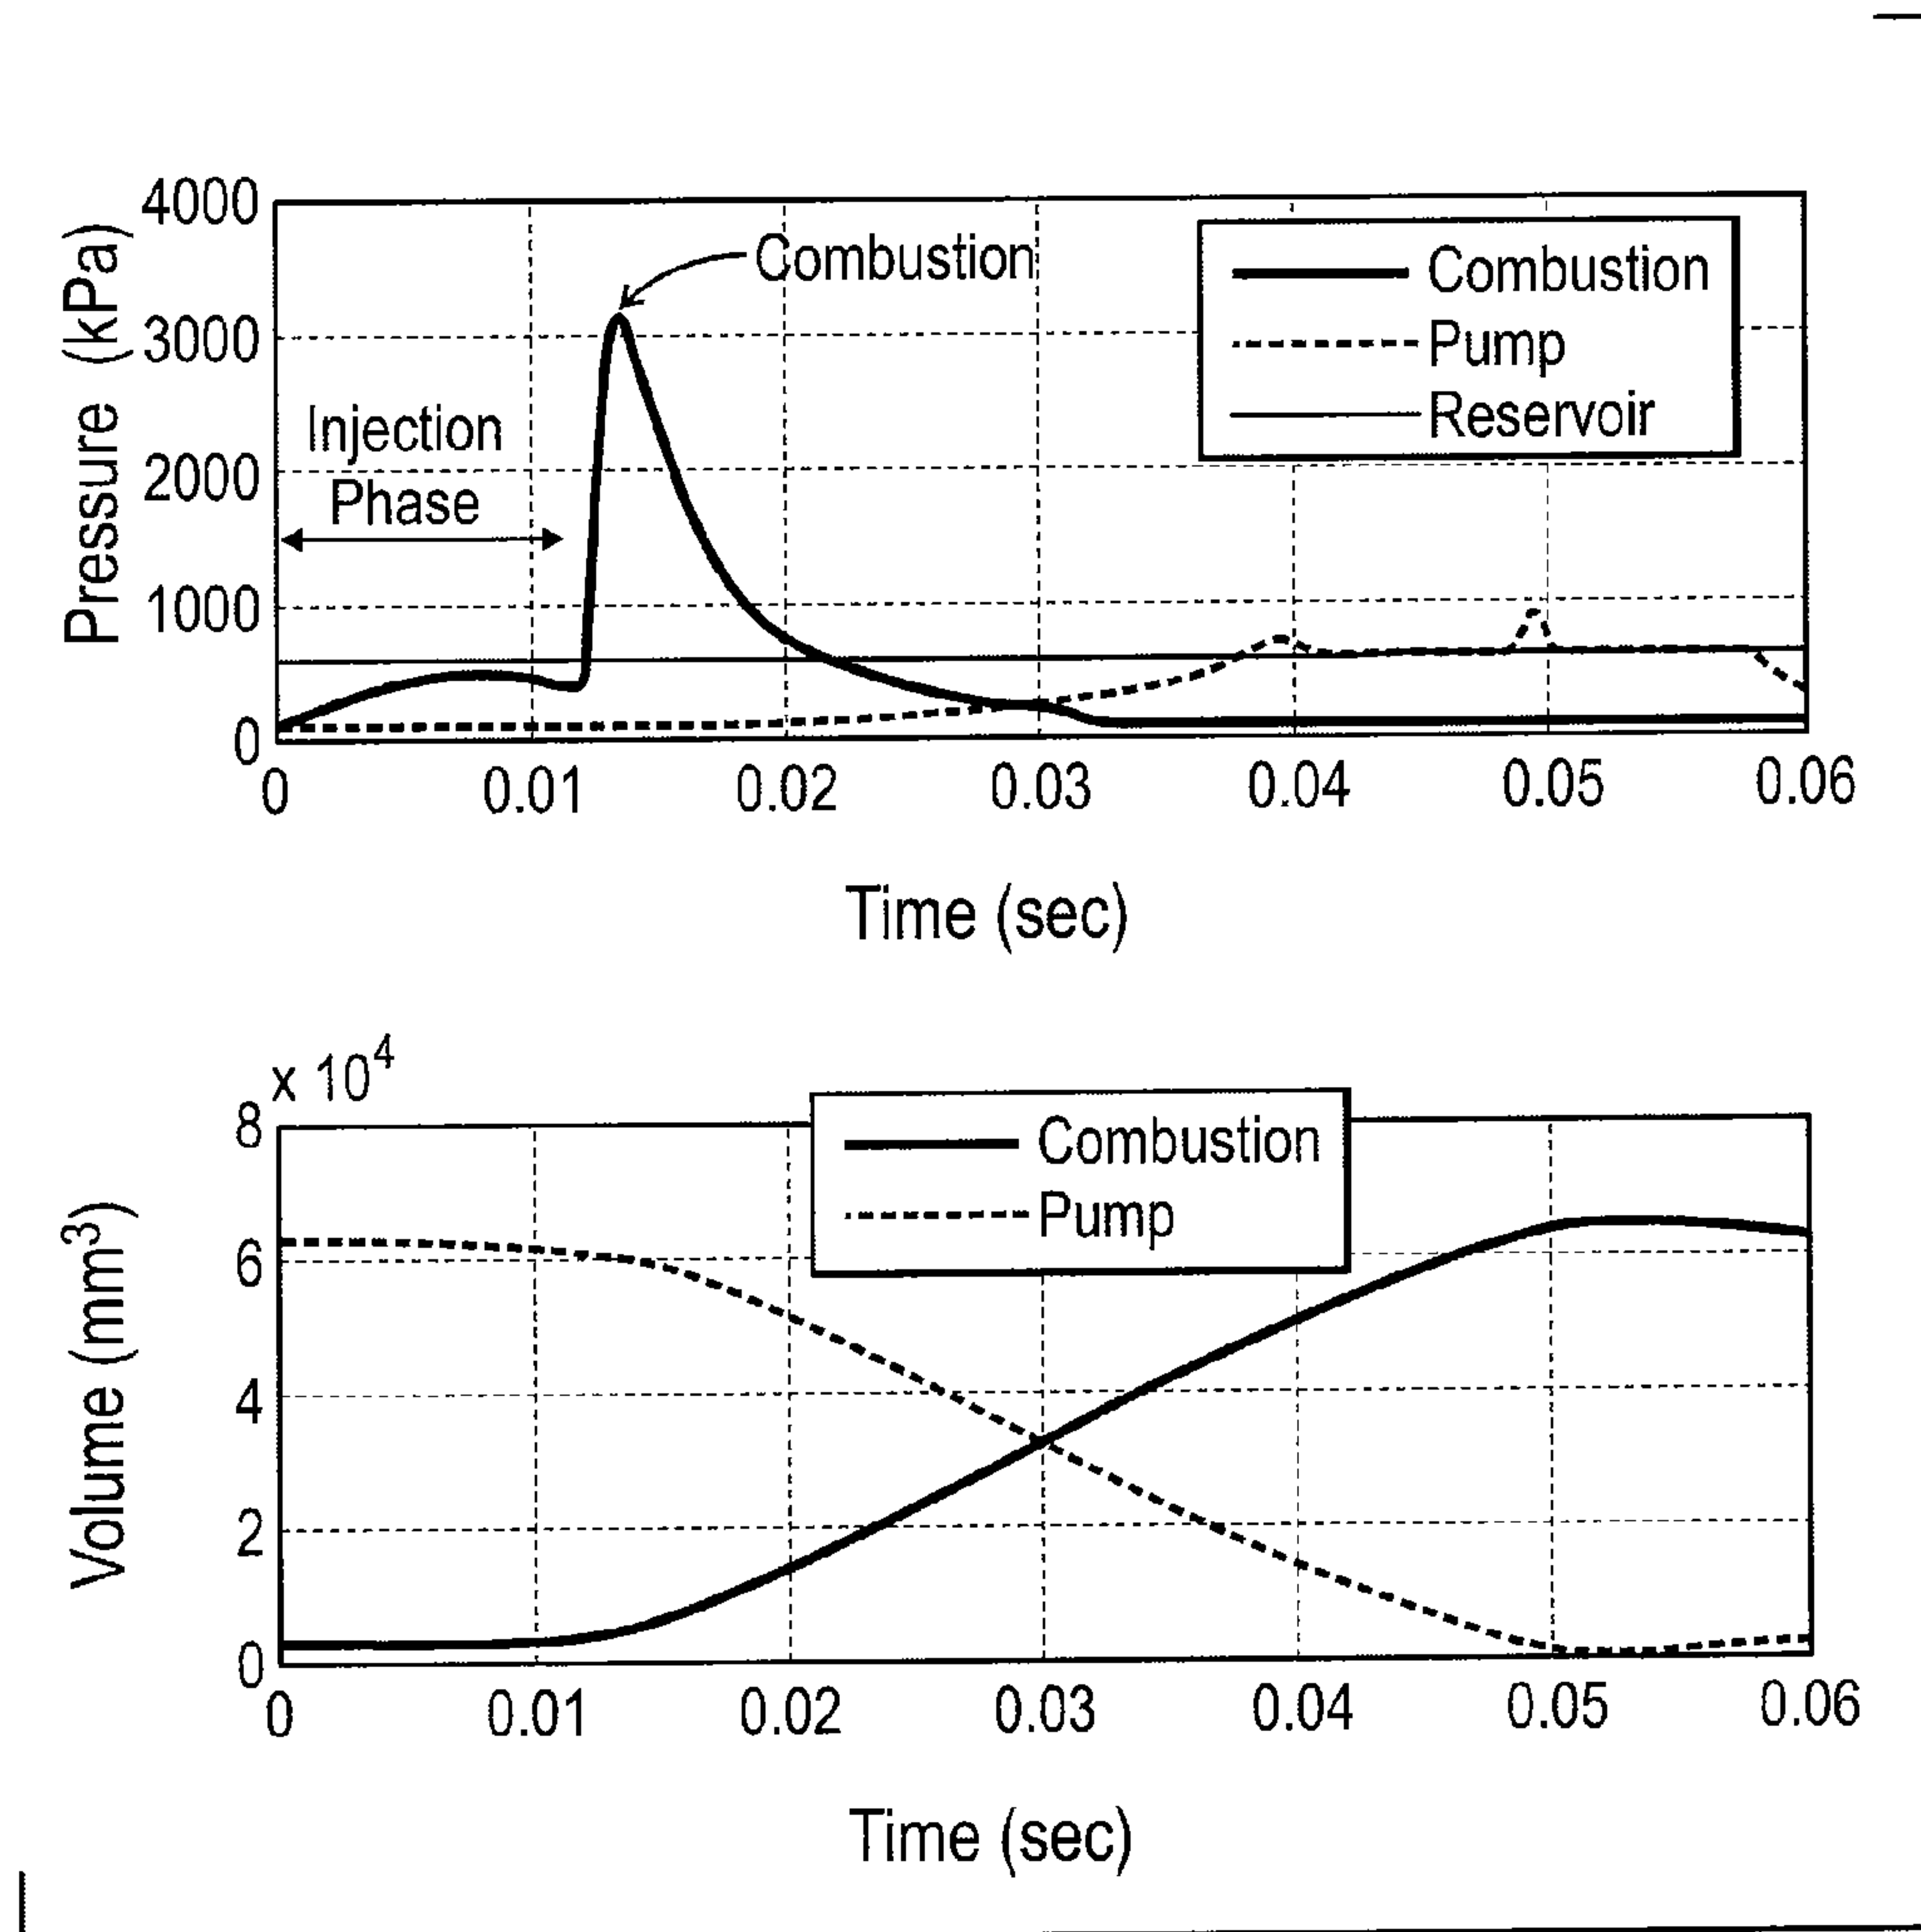 4000
3000
2000
1000
0
Pressure (kPa)
Combustion
Injection
Phase
Combustion
Pump
Reservoir
0 0.01 0.02 0.03 0.04 0.05 0.06
Time (sec)
x 10⁴
8
6
4
2
0
Volume (mm³)
Combustion
Pump
0 0.01 0.02 0.03 0.04 0.05 0.06
Time (sec)